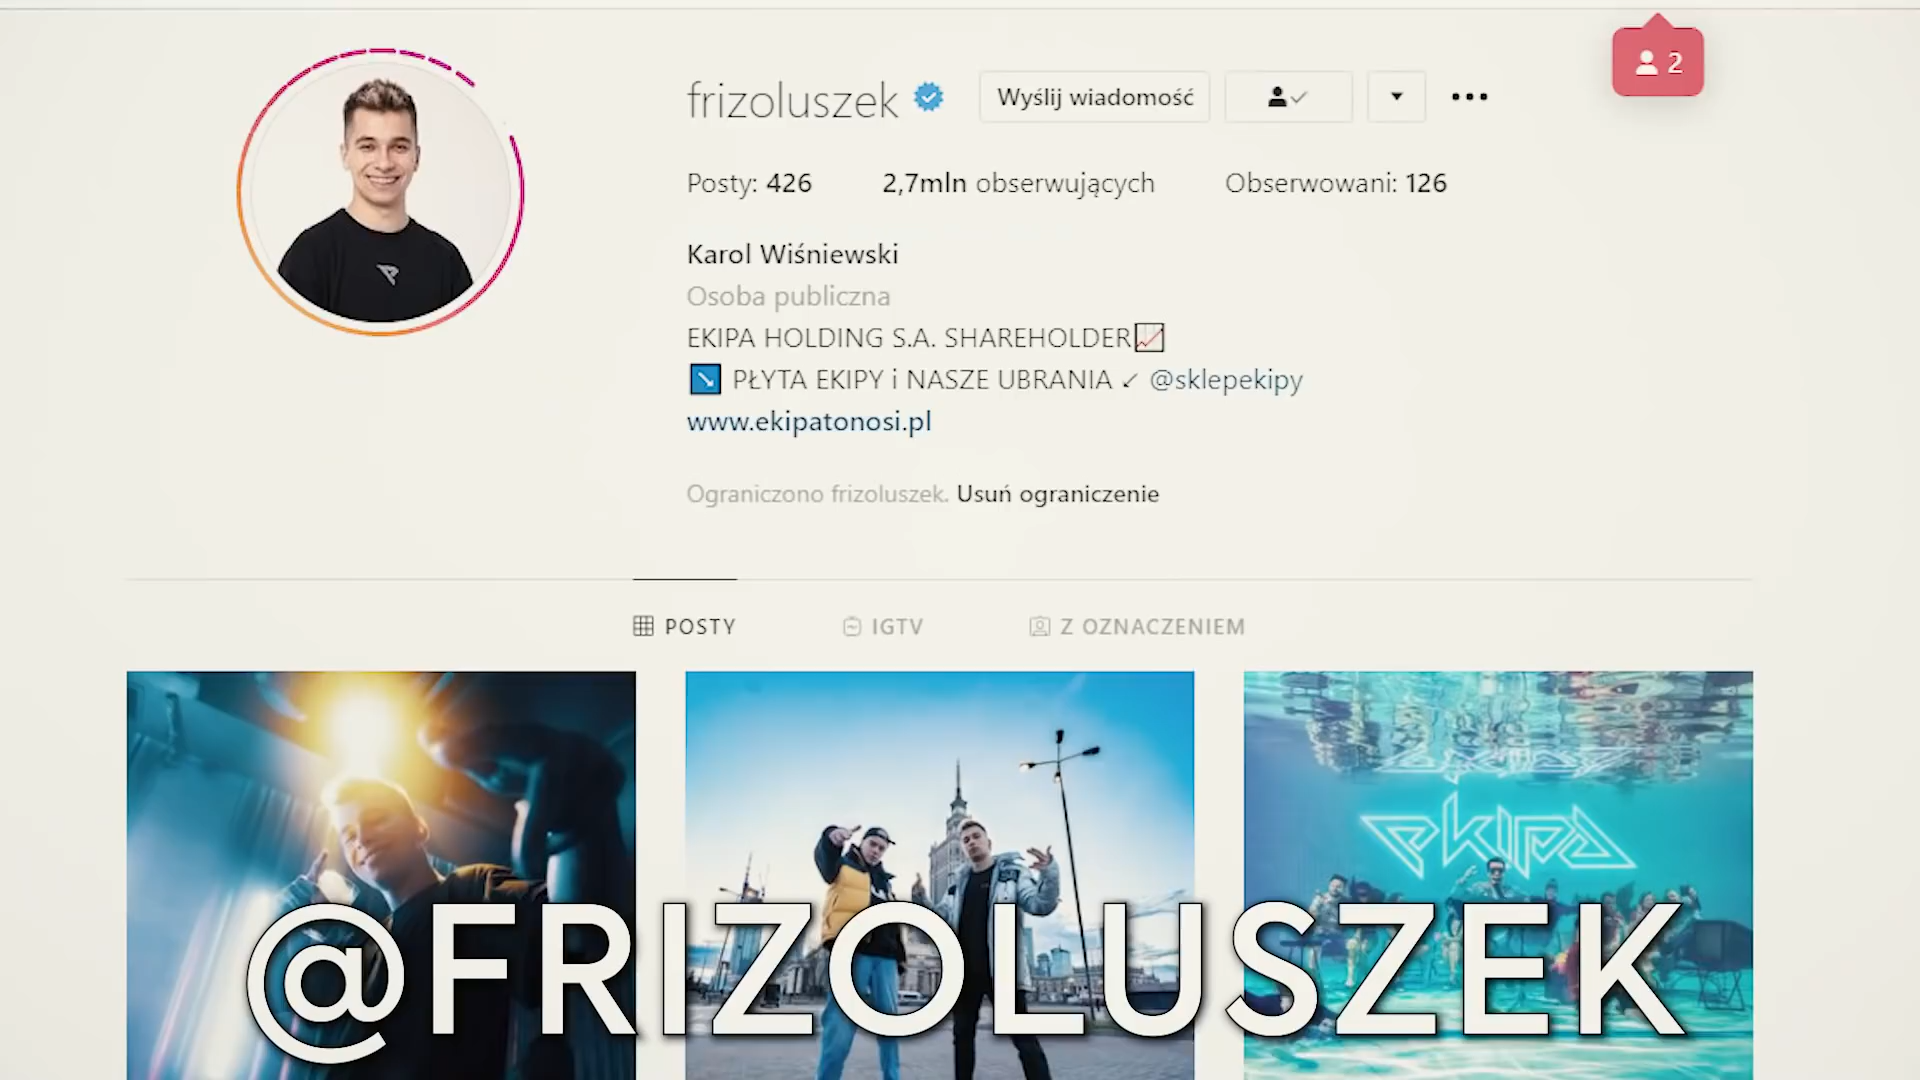 frizoluszek
Wyślij wiadomość
2
Posty: 426
2,7mln obserwujących
Obserwowani: 126
Karol Wiśniewski
Osoba publiczna
EKIPA HOLDING S.A. SHAREHOLDER
PŁYTA EKIPY i NASZE UBRANIA @sklepekipy
www.ekipatonosi.pl
Ograniczono frizoluszek. Usuń ograniczenie
POSTY
IGTV
Z OZNACZENIEM
ekipa
@FRIZOLUSZEK